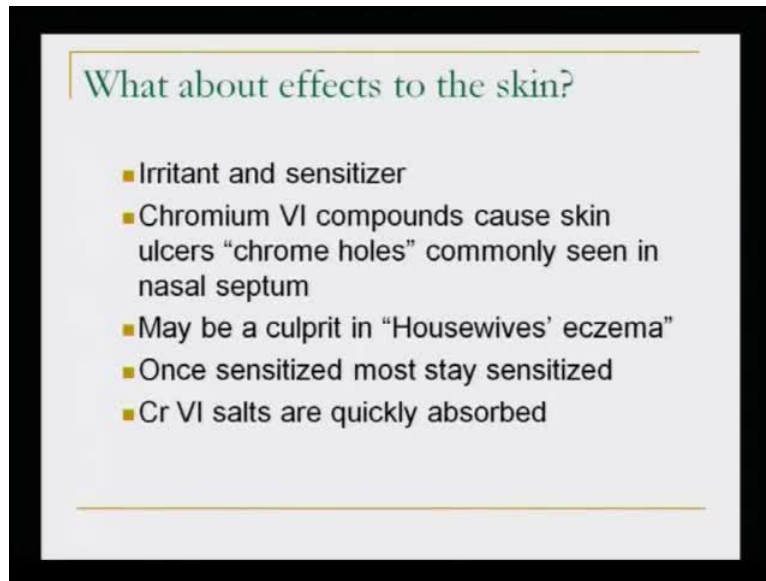 What about effects to the skin?
Irritant and sensitizer
Chromium VI compounds cause skin
ulcers “chrome holes” commonly seen in
nasal septum
May be a culprit in “Housewives’ eczema”
Once sensitized most stay sensitized
Cr VI salts are quickly absorbed